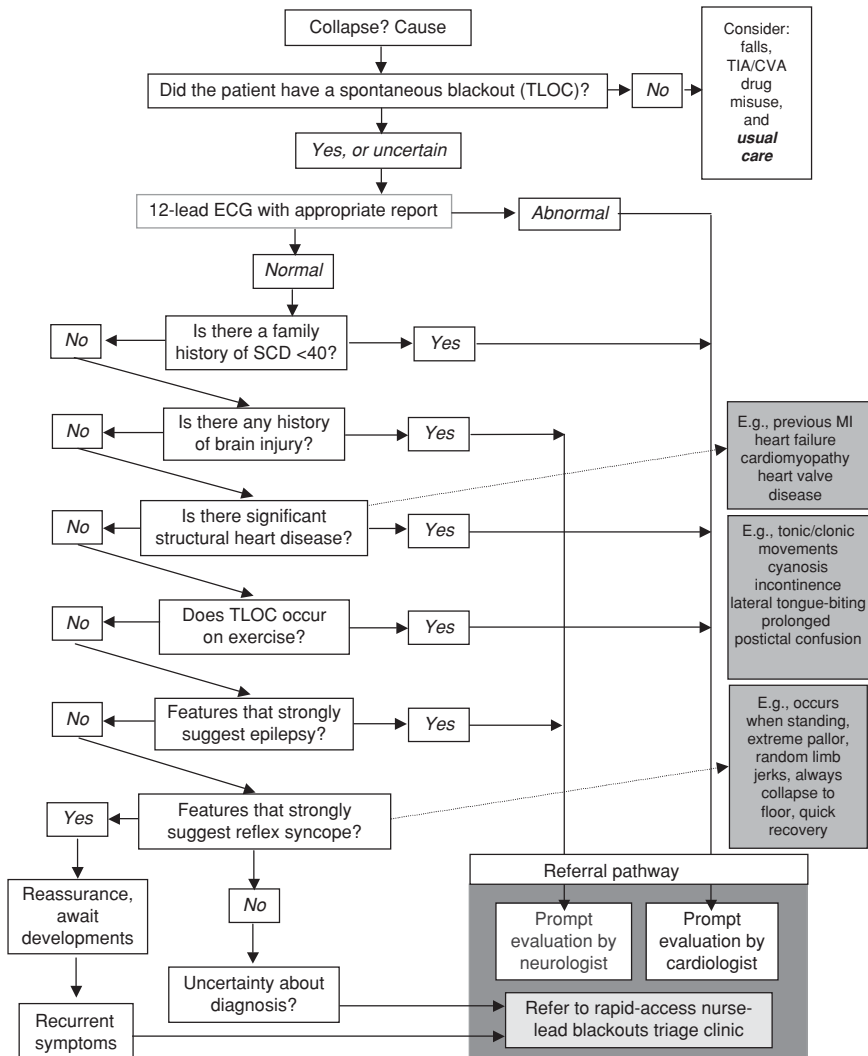 Collapse? Cause
Consider:
falls,
TIA/CVA
drug
misuse,
and
usual
care
Did the patient have a spontaneous blackout (TLOC)?
No
Yes, or uncertain
12-lead ECG with appropriate report
Abnormal
Normal
No
Is there a family
history of SCD <40?
Yes
No
Is there any history
of brain injury?
Yes
E.g., previous MI
heart failure
cardiomyopathy
heart valve
disease
No
Is there significant
structural heart disease?
Yes
E.g., tonic/clonic
movements
cyanosis
incontinence
lateral tongue-biting
prolonged
postictal confusion
No
Does TLOC occur
on exercise?
Yes
No
Features that strongly
suggest epilepsy?
Yes
E.g., occurs
when standing,
extreme pallor,
random limb
jerks, always
collapse to
floor, quick
recovery
Yes
Features that strongly
suggest reflex syncope?
Reassurance,
await
developments
No
Referral pathway
Prompt
evaluation by
neurologist
Prompt
evaluation by
cardiologist
Uncertainty about
diagnosis?
Recurrent
symptoms
Refer to rapid-access nurse-
lead blackouts triage clinic